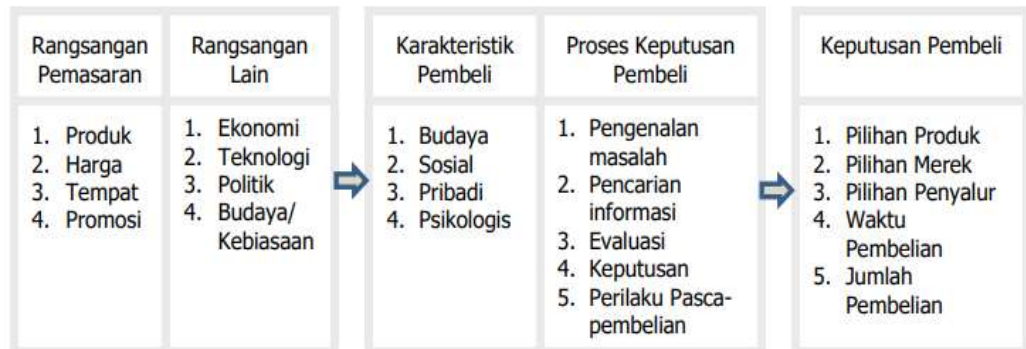 Rangsangan
Pemasaran
1. Produk
2. Harga
3. Tempat
4. Promosi
Rangsangan
Lain
1. Ekonomi
2. Teknologi
3. Politik
4. Budaya/
Kebiasaan
Karakteristik
Pembeli
1. Budaya
2. Sosial
3. Pribadi
4. Psikologis
Proses Keputusan
Pembeli
1. Pengenalan
masalah
2. Pencarian
informasi
3. Evaluasi
4. Keputusan
5. Perilaku Pasca-
pembelian
Keputusan Pembeli
1. Pilihan Produk
2. Pilihan Merek
3. Pilihan Penyalur
4. Waktu
Pembelian
5. Jumlah
Pembelian